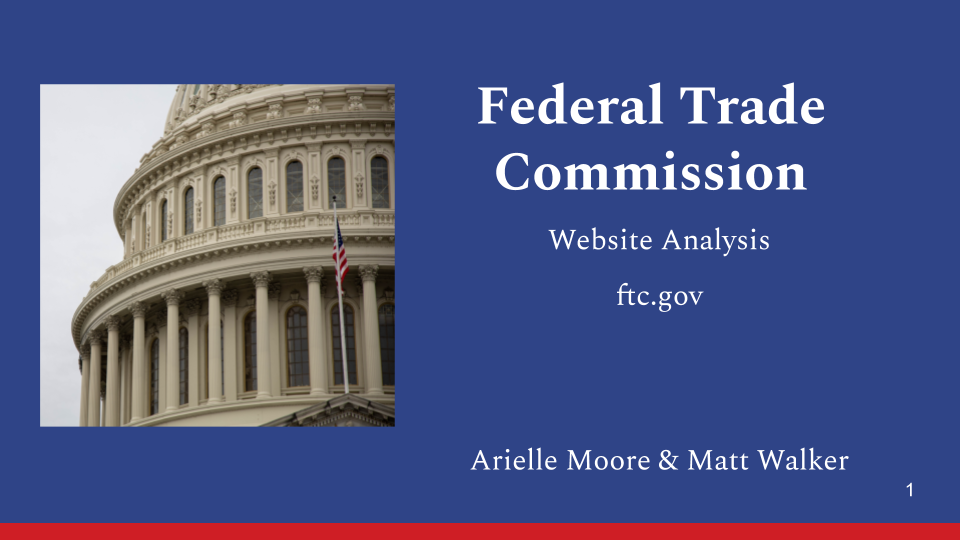 Federal Trade
Commission
Website Analysis
ftc.gov
Arielle Moore & Matt Walker
1